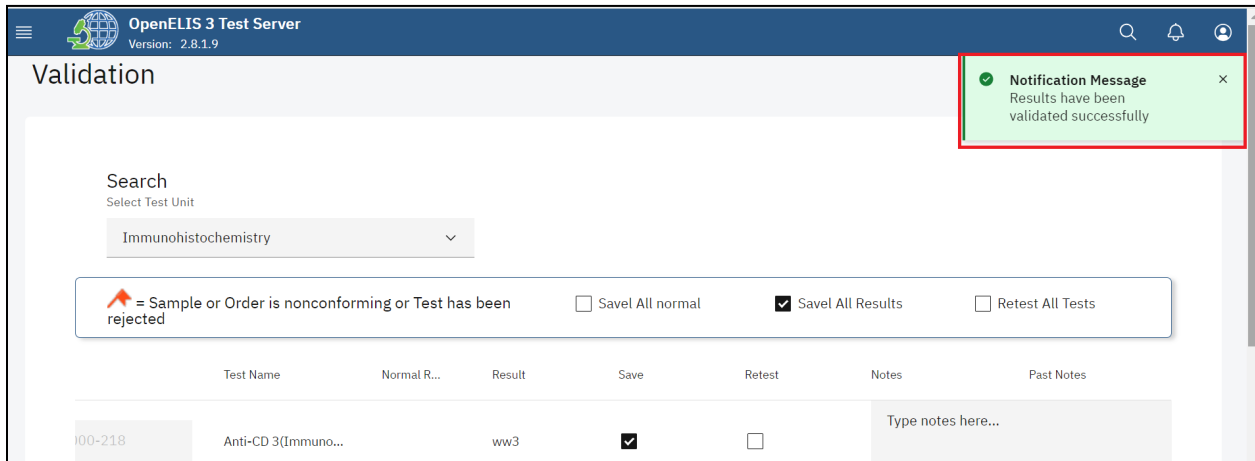 OpenELIS 3 Test Server
Version: 2.8.1.9
Validation
Notification Message
Results have been
validated successfully
Search
Select Test Unit
Immunohistochemistry
= Sample or Order is nonconforming or Test has been
rejected
Savel All normal
Savel All Results
Retest All Tests
Test Name Normal R... Result Save Retest Notes Past Notes
Type notes here...
00-218 Anti-CD 3(Immuno... ww3